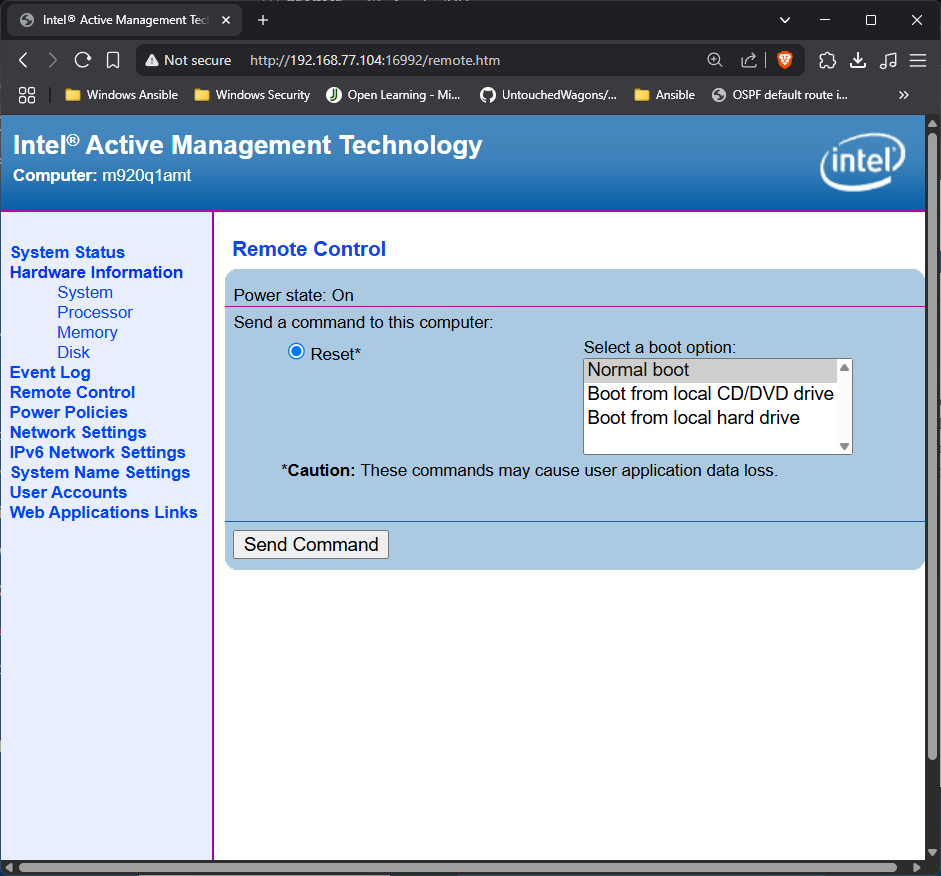 Intel® Active Management Tec
Not secure http://192.168.77.104:16992/remote.htm
Windows Ansible Windows Security Open Learning - Mi... UntouchedWagons/... Ansible OSPF default route i... »
Intel® Active Management Technology
Computer: m920q1amt
intel®
System Status
Hardware Information
System
Processor
Memory
Disk
Event Log
Remote Control
Power Policies
Network Settings
IPv6 Network Settings
System Name Settings
User Accounts
Web Applications Links
Remote Control
Power state: On
Send a command to this computer:
Reset*
Select a boot option:
Normal boot
Boot from local CD/DVD drive
Boot from local hard drive
*Caution: These commands may cause user application data loss.
Send Command